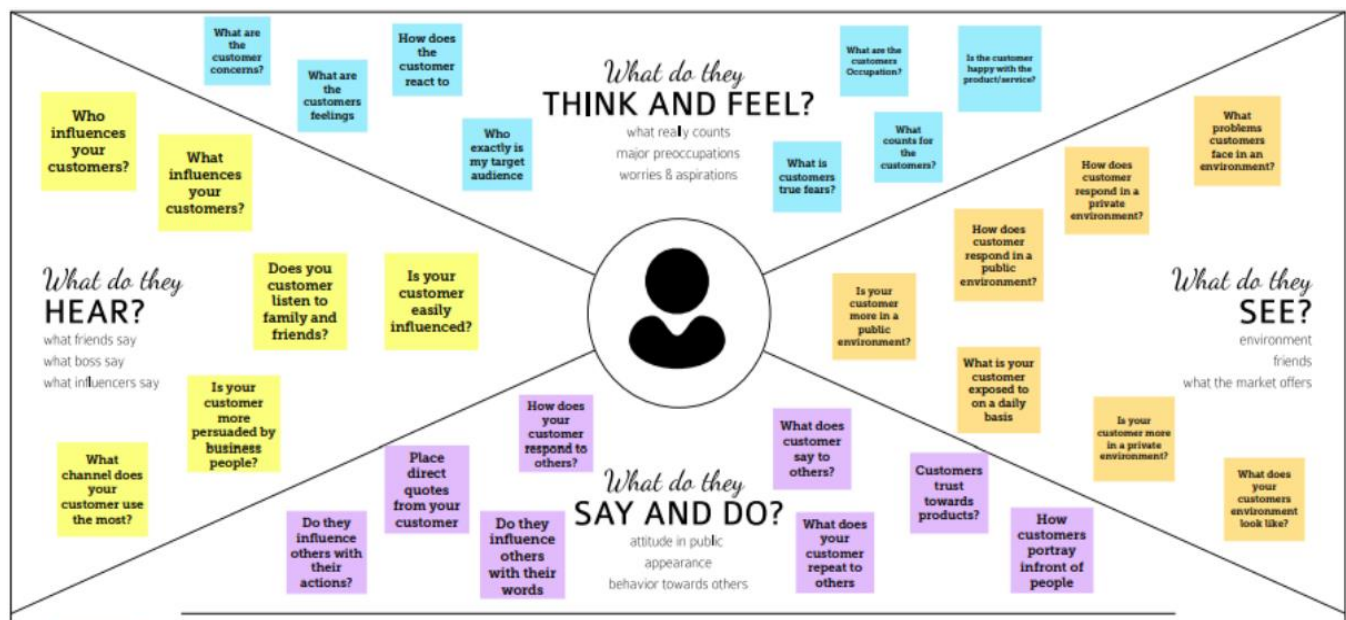 What are
the
customer
concerns?
What are
the
customers
feelings
How does
the
customer
react to
Who
exactly is
my target
audience
What do they
THINK AND FEEL?
what really counts
major preoccupations
worries & aspirations
What are the
customers
Occupation?
Is the customer
happy with the
product/service?
What is
customers
true fears?
What
counts for
the
customers?
Who
influences
your
customers?
What
influences
your
customers?
What do they
HEAR?
what friends say
what boss say
what influencers say
Does you
customer
listen to
family and
friends?
Is your
customer
easily
influenced?
Is your
customer
more
persuaded by
business
people?
What
channel does
your
customer use
the most?
What
problems
customers
face in an
environment?
How does
customer
respond in a
private
environment?
How does
customer
respond in a
public
environment?
Is your
customer
more in a
public
environment?
What do they
SEE?
environment
friends
what the market offers
What is your
customer
exposed to
on a daily
basis
Is your
customer more
in a private
environment?
What does
your
customers
environment
look like?
How does
your
customer
respond to
others?
Place
direct
quotes
from your
customer
Do they
influence
others with
their
actions?
Do they
influence
others
with their
words
What do they
SAY AND DO?
attitude in public
appearance
behavior towards others
What does
customer
say to
others?
Customers
trust
towards
products?
What does
your
customer
repeat to
others
How
customers
portray
infront of
people